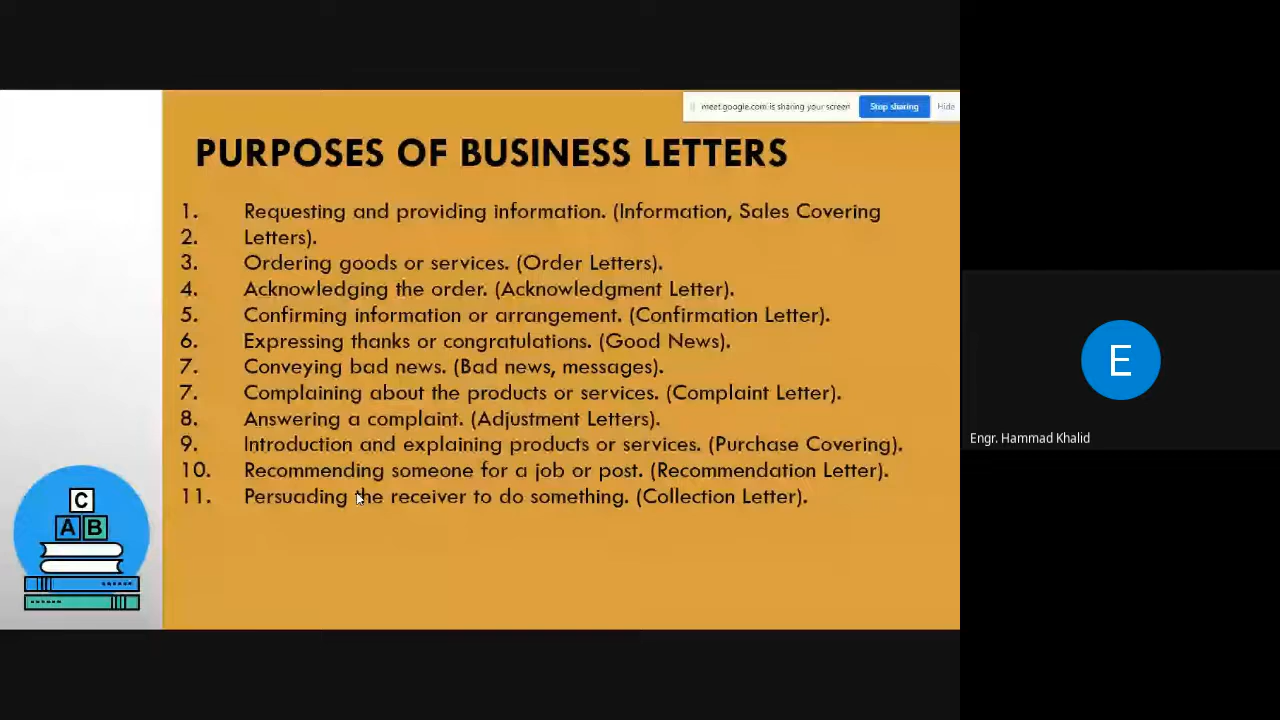 meet.google.com is sharing your screen
Stop sharing
Hide
PURPOSES OF BUSINESS LETTERS
1. Requesting and providing information. (Information, Sales Covering
2. Letters).
3. Ordering goods or services. (Order Letters).
4. Acknowledging the order. (Acknowledgment Letter).
5. Confirming information or arrangement. (Confirmation Letter).
6. Expressing thanks or congratulations. (Good News).
7. Conveying bad news. (Bad news, messages).
7. Complaining about the products or services. (Complaint Letter).
8. Answering a complaint. (Adjustment Letters).
9. Introduction and explaining products or services. (Purchase Covering).
10. Recommending someone for a job or post. (Recommendation Letter).
11. Persuading the receiver to do something. (Collection Letter).
C
A B
E
Engr. Hammad Khalid